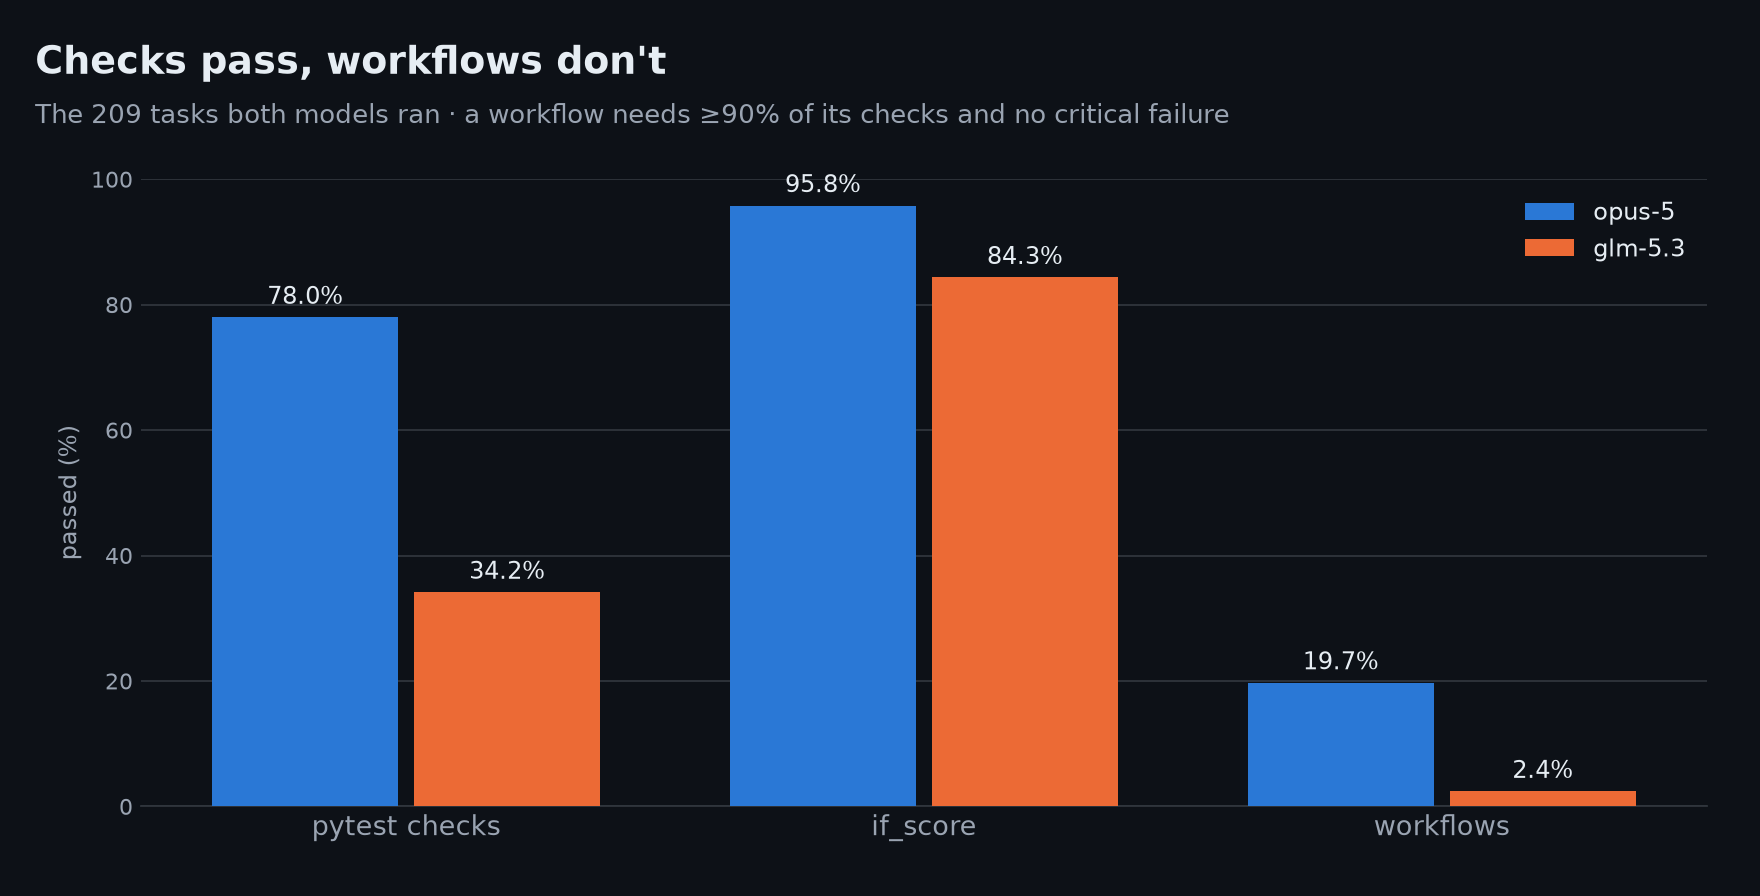 Checks pass, workflows don't
The 209 tasks both models ran · a workflow needs ≥90% of its checks and no critical failure
100
80
60
40
20
0
passed (%)
78.0%
34.2%
95.8%
84.3%
19.7%
2.4%
opus-5
glm-5.3
pytest checks
if_score
workflows